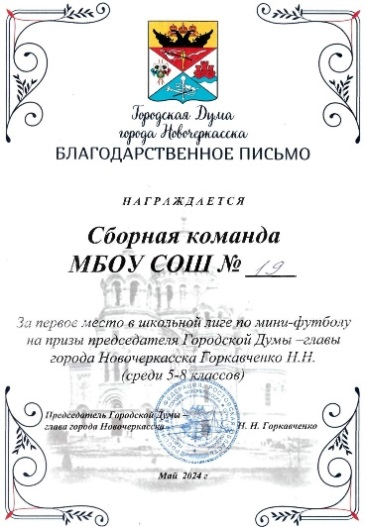 Городская Дума
города Новочеркасска
БЛАГОДАРСТВЕННОЕ ПИСЬМО
НАГРАЖДАЕТСЯ
Сборная команда
МБОУ СОШ № 19
За первое место в школьной лиге по мини-футболу
на призы председателя Городской Думы –главы
города Новочеркасска Горкавченко Н.Н.
(среди 5-8 классов)
Председатель Городской Думы –
глава города Новочеркасска Н. Н. Горкавченко
Май 2024 г